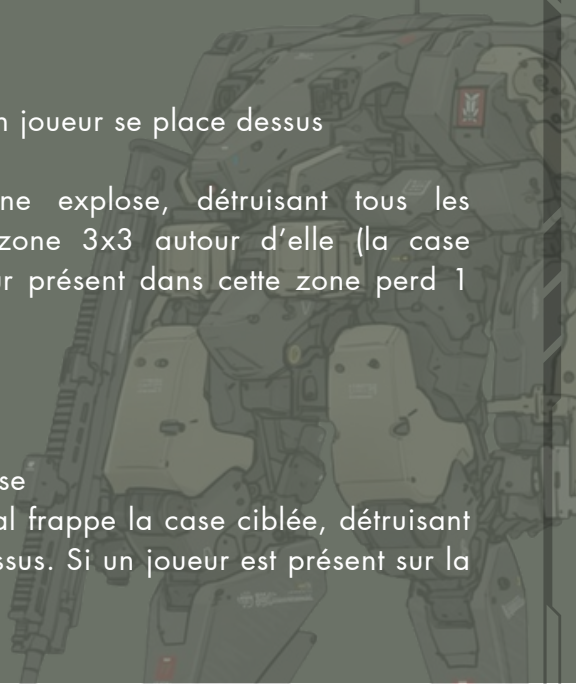 n joueur se place dessus
ne explose, détruisant tous les
zone 3x3 autour d’elle (la case
ur présent dans cette zone perd 1
se
al frappe la case ciblée, détruisant
ssus. Si un joueur est présent sur la